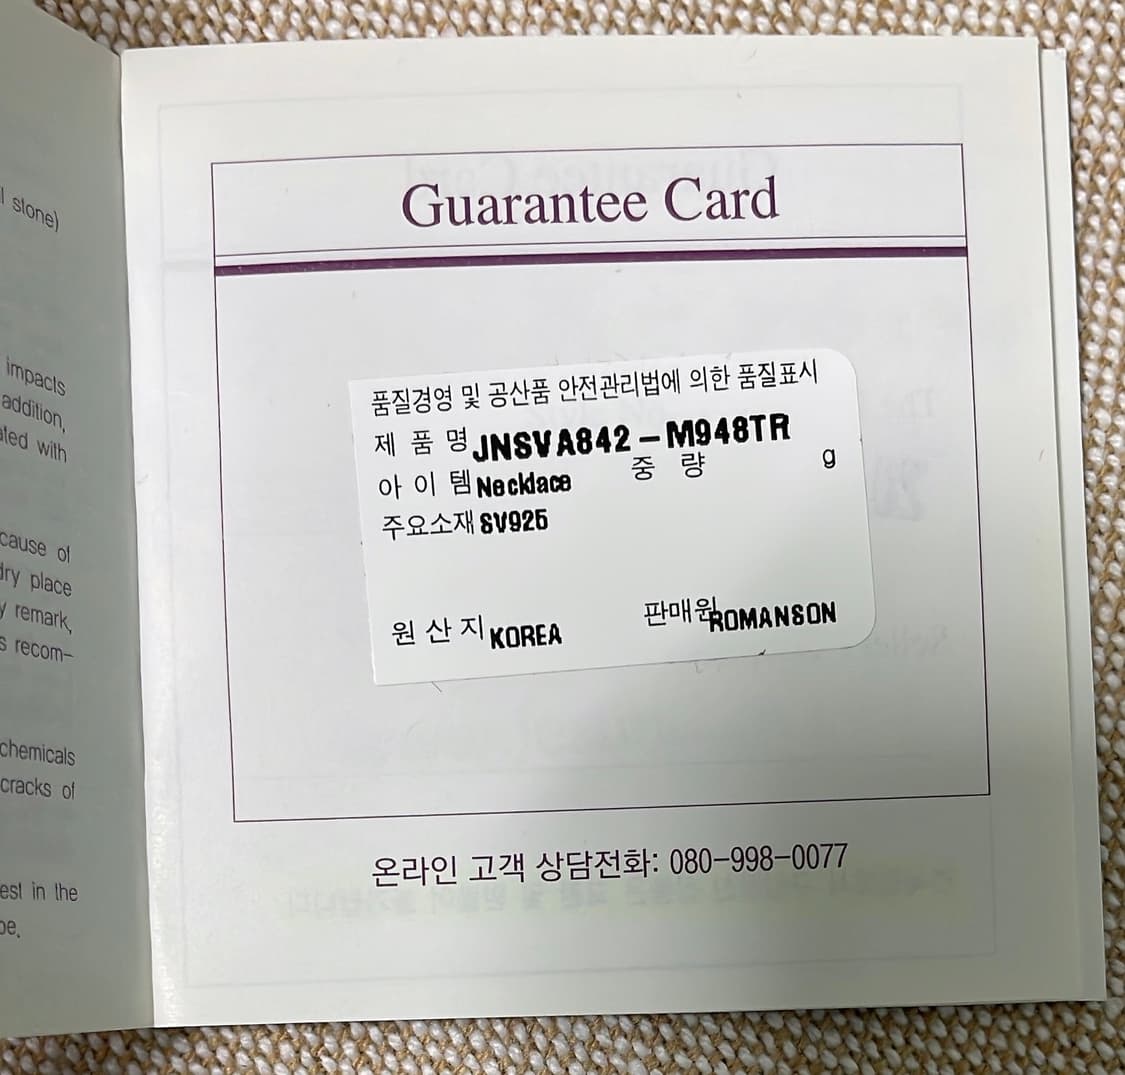 l stone)
impacts
addition,
ated with
cause of
dry place
y remark,
s recom-
chemicals
cracks of
est in the
pe.
Guarantee Card
품질경영 및 공산품 안전관리법에 의한 품질표시
제 품 명 JNSVA842-M948TR
아 이 템 Necklace 중 량 g
주요소재 SV925
원 산 지 KOREA 판매원 ROMANSON
온라인 고객 상담전화: 080-998-0077